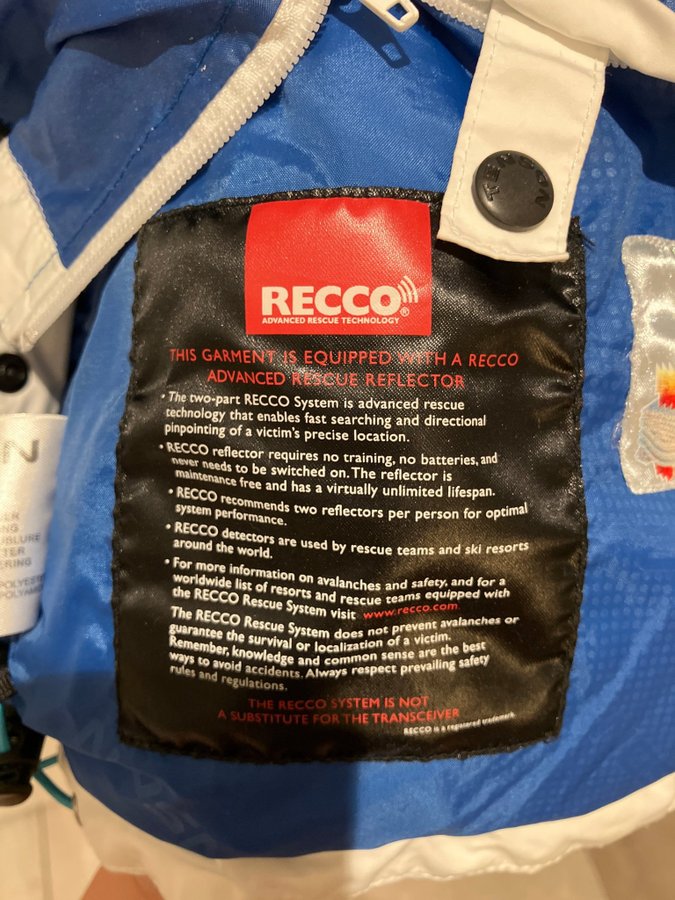 TENSON
RECCO®
ADVANCED RESCUE TECHNOLOGY
THIS GARMENT IS EQUIPPED WITH A RECCO
ADVANCED RESCUE REFLECTOR
• The two-part RECCO System is advanced rescue
technology that enables fast searching and directional
pinpointing of a victim's precise location.
• RECCO reflector requires no training, no batteries, and
never needs to be switched on. The reflector is
maintenance free and has a virtually unlimited lifespan.
• RECCO recommends two reflectors per person for optimal
system performance.
• RECCO detectors are used by rescue teams and ski resorts
around the world.
• For more information on avalanches and safety, and for a
worldwide list of resorts and rescue teams equipped with
the RECCO Rescue System visit www.recco.com
The RECCO Rescue System does not prevent avalanches or
guarantee the survival or localization of a victim.
Remember, knowledge and common sense are the best
ways to avoid accidents. Always respect prevailing safety
rules and regulations.
THE RECCO SYSTEM IS NOT
A SUBSTITUTE FOR THE TRANSCEIVER
RECCO is a registered trademark.